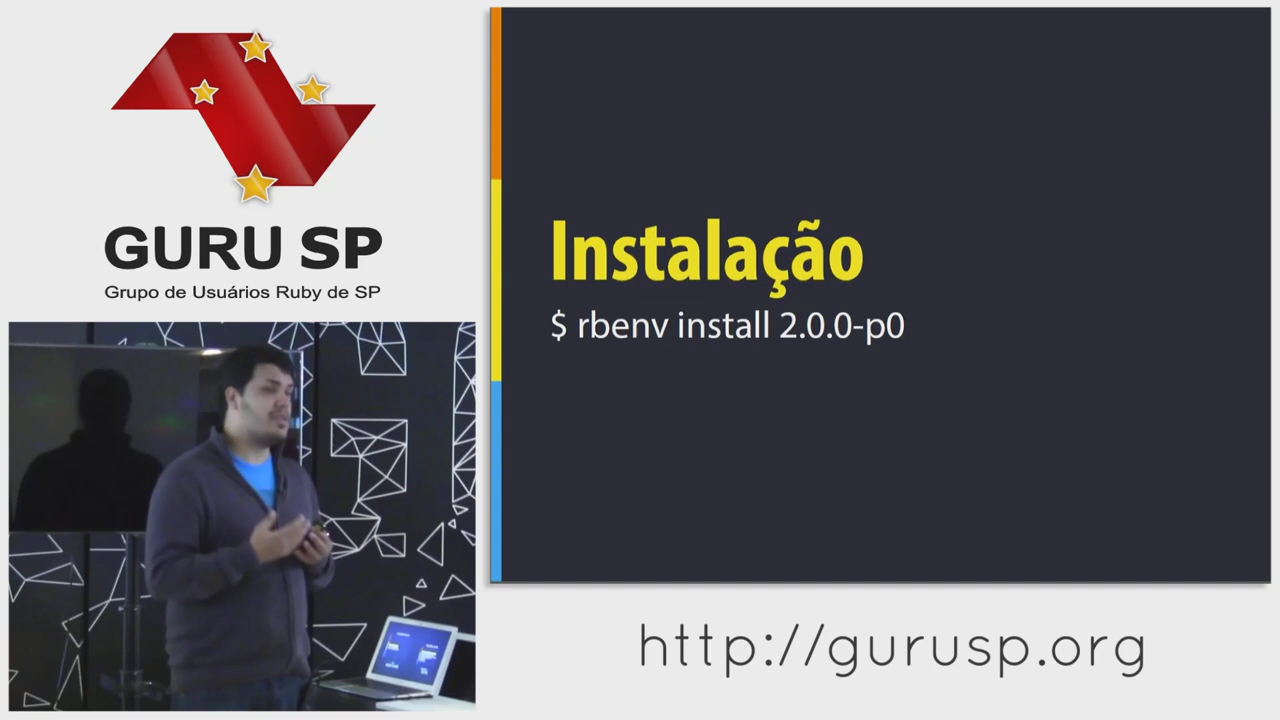 GURU SP
Grupo de Usuários Ruby de SP
Instalação
$ rbenv install 2.0.0-p0
http://gurusp.org